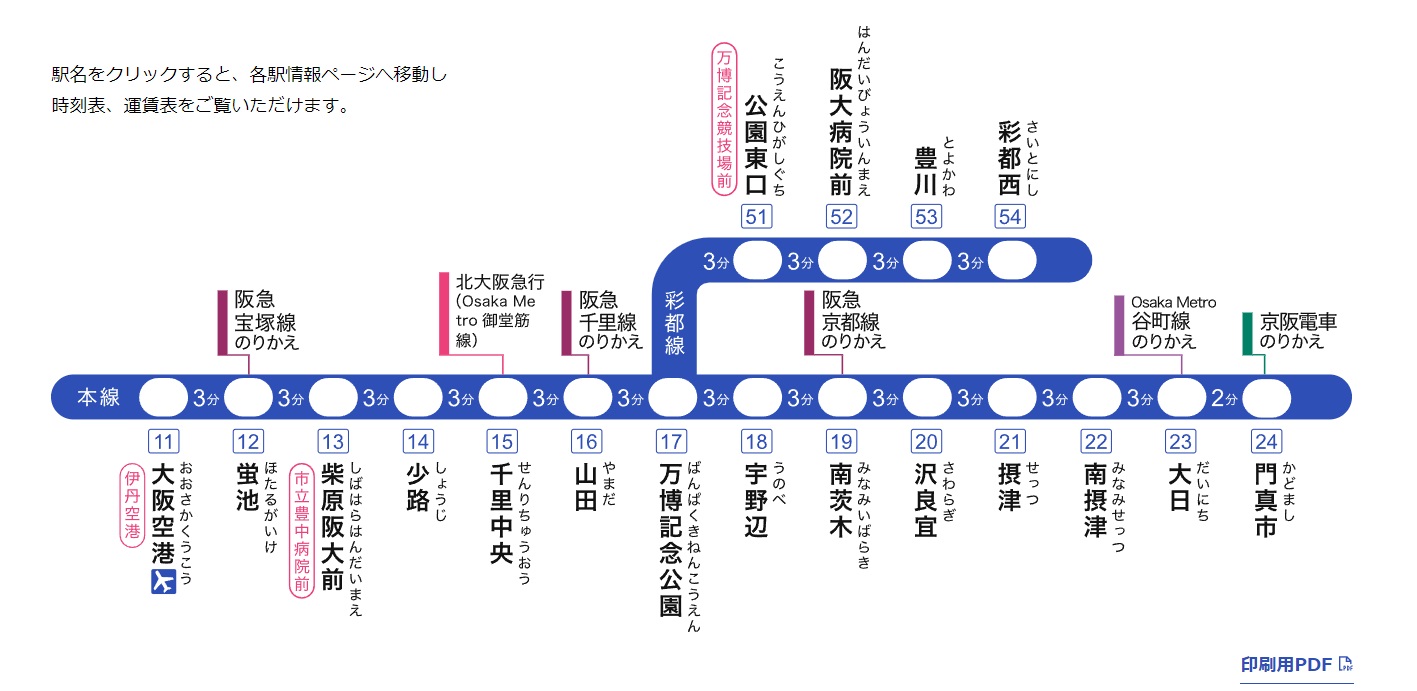 駅名をクリックすると、各駅情報ページへ移動し
時刻表、運賃表をご覧いただけます。
万博記念競技場前
公園東口
こうえんひがしぐち
51
阪大病院前
はんだいびょういんまえ
52
豊川
とよかわ
53
彩都西
さいとにし
54
3分
3分
3分
3分
彩都線
阪急
宝塚線
のりかえ
北大阪急行
(Osaka Me
tro 御堂筋
線)
阪急
千里線
のりかえ
阪急
京都線
のりかえ
Osaka Metro
谷町線
のりかえ
京阪電車
のりかえ
本線
3分
3分
3分
3分
3分
3分
3分
3分
3分
3分
3分
3分
2分
11
伊丹空港
大阪空港
おおさかくうこう
12
蛍池
ほたるがいけ
13
市立豊中病院前
柴原阪大前
しばはらはんだいまえ
14
少路
しょうじ
15
千里中央
せんりちゅうおう
16
山田
やまだ
17
万博記念公園
ばんぱくきねんこうえん
18
宇野辺
うのべ
19
南茨木
みなみいばらき
20
沢良宜
さわらぎ
21
摂津
せっつ
22
南摂津
みなみせっつ
23
大日
だいにち
24
門真市
かどまし
印刷用PDF
PDF